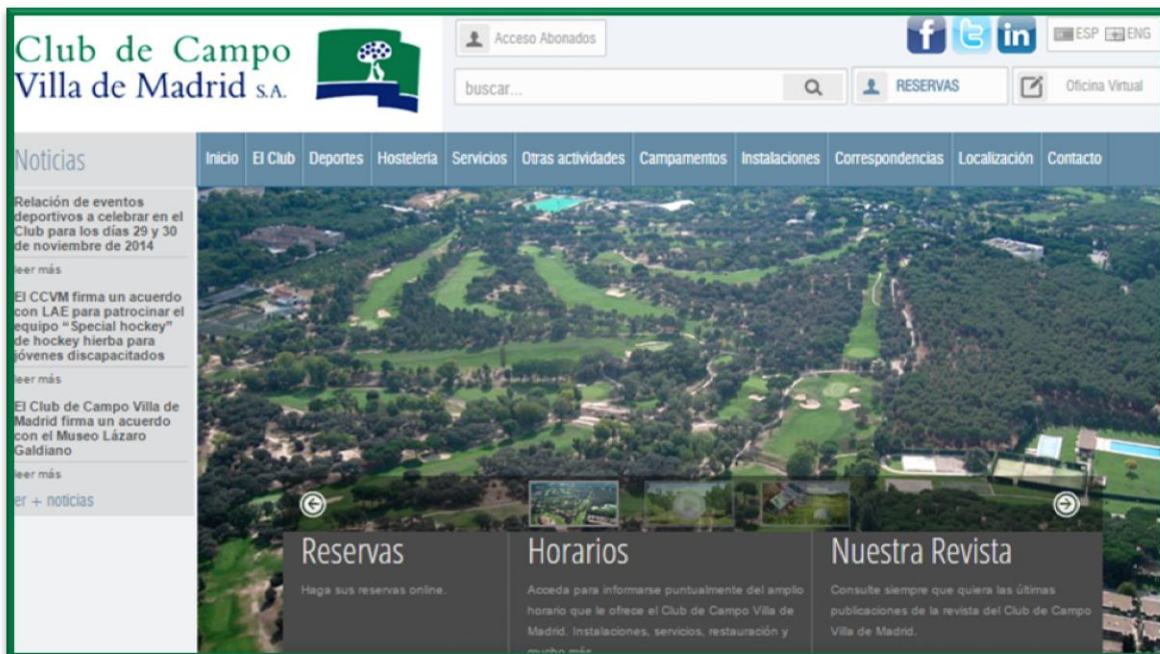 Club de Campo
Villa de Madrid S.A.
Acceso Abonados
f
t
in
ESP
ENG
buscar...
RESERVAS
Oficina Virtual
Noticias
Inicio
El Club
Deportes
Hostelería
Servicios
Otras actividades
Campamentos
Instalaciones
Correspondencias
Localización
Contacto
Relación de eventos
deportivos a celebrar en el
Club para los días 29 y 30
de noviembre de 2014
leer más
El CCVM firma un acuerdo
con LAE para patrocinar el
equipo “Special hockey”
de hockey hierba para
jóvenes discapacitados
leer más
El Club de Campo Villa de
Madrid firma un acuerdo
con el Museo Lázaro
Galdiano
leer más
er + noticias
Reservas
Haga sus reservas online.
Horarios
Acceda para informarse puntualmente del amplio
horario que le ofrece el Club de Campo Villa de
Madrid. Instalaciones, servicios, restauración y
mucho más
Nuestra Revista
Consulte siempre que quiera las últimas
publicaciones de la revista del Club de Campo
Villa de Madrid.